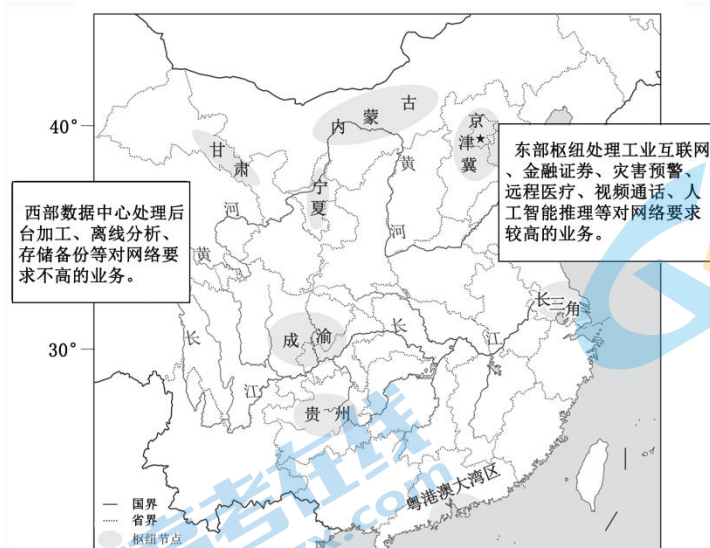 内蒙古
40°
京
津
冀
甘肃
宁夏
黄
河
东部枢纽处理工业互联网
、金融证券、灾害预警、
远程医疗、视频通话、人
工智能推理等对网络要求
较高的业务。
西部数据中心处理后
台加工、离线分析、
存储备份等对网络要
求不高的业务。
河
黄
长三角
成渝
长
江
长
30°
江
贵州
粤港澳大湾区
国界
省界
枢纽节点
高考在线